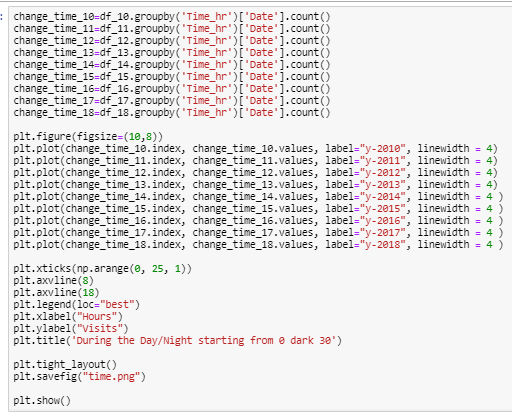 :
change_time_10=df_10.groupby('Time_hr')['Date'].count()
change_time_11=df_11.groupby('Time_hr')['Date'].count()
change_time_12=df_12.groupby('Time_hr')['Date'].count()
change_time_13=df_13.groupby('Time_hr')['Date'].count()
change_time_14=df_14.groupby('Time_hr')['Date'].count()
change_time_15=df_15.groupby('Time_hr')['Date'].count()
change_time_16=df_16.groupby('Time_hr')['Date'].count()
change_time_17=df_17.groupby('Time_hr')['Date'].count()
change_time_18=df_18.groupby('Time_hr')['Date'].count()

plt.figure(figsize=(10,8))
plt.plot(change_time_10.index, change_time_10.values, label="y-2010", linewidth = 4)
plt.plot(change_time_11.index, change_time_11.values, label="y-2011", linewidth = 4)
plt.plot(change_time_12.index, change_time_12.values, label="y-2012", linewidth = 4)
plt.plot(change_time_13.index, change_time_13.values, label="y-2013", linewidth = 4)
plt.plot(change_time_14.index, change_time_14.values, label="y-2014", linewidth = 4 )
plt.plot(change_time_15.index, change_time_15.values, label="y-2015", linewidth = 4 )
plt.plot(change_time_16.index, change_time_16.values, label="y-2016", linewidth = 4 )
plt.plot(change_time_17.index, change_time_17.values, label="y-2017", linewidth = 4 )
plt.plot(change_time_18.index, change_time_18.values, label="y-2018", linewidth = 4 )

plt.xticks(np.arange(0, 25, 1))
plt.axvline(8)
plt.axvline(18)
plt.legend(loc="best")
plt.xlabel("Hours")
plt.ylabel("Visits")
plt.title('During the Day/Night starting from 0 dark 30')

plt.tight_layout()
plt.savefig("time.png")

plt.show()